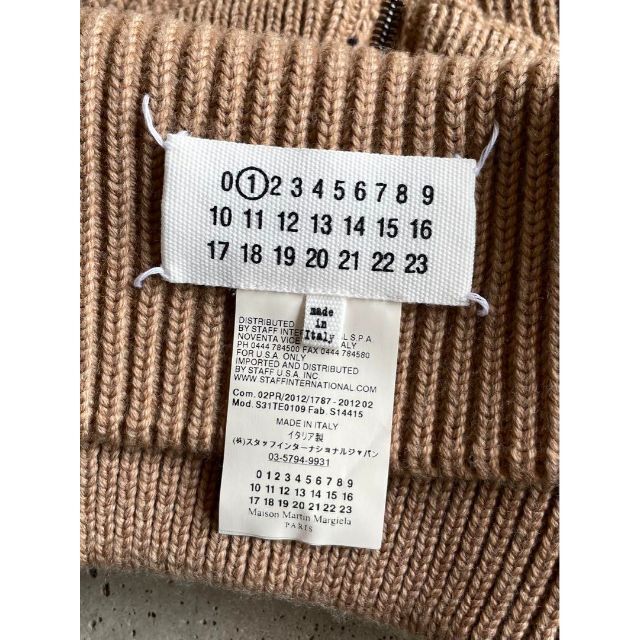 0 1 2 3 4 5 6 7 8 9
10 11 12 13 14 15 16
17 18 19 20 21 22 23
made
in
Italy
DISTRIBUTED
BY STAFF INTER AL S.P.A.
NOVENTA VICE ALY
PH 0444 784500 FAX 0444 784580
FOR U.S.A. ONLY
IMPORTED AND DISTRIBUTED
BY STAFF U.S.A. INC
WWW.STAFFINTERNATIONAL.COM
Com. 02PR/2012/1787 - 2012 02
Mod. S31TE0109 Fab. S14415
MADE IN ITALY
イタリア製
(株)スタッフインターナショナルジャパン
03-5794-9931
0 1 2 3 4 5 6 7 8 9
10 11 12 13 14 15 16
17 18 19 20 21 22 23
Maison Martin Margiela
PARIS